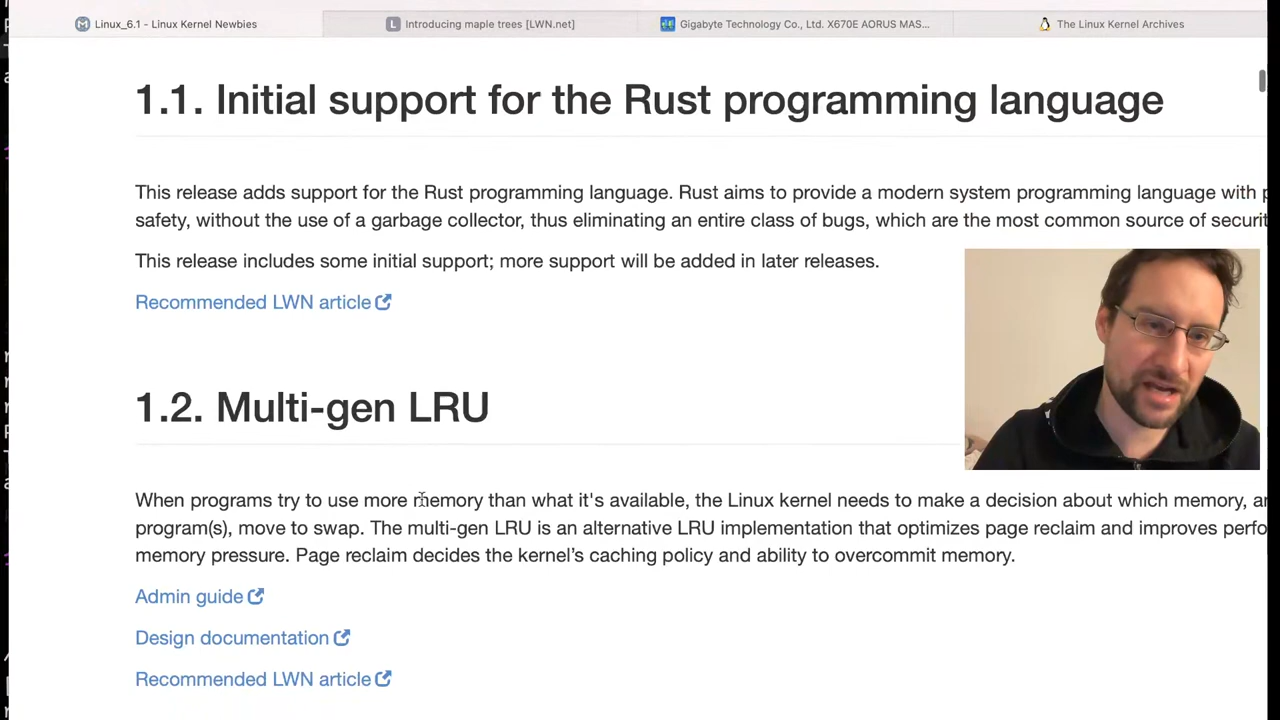 Linux_6.1 - Linux Kernel Newbies
Introducing maple trees [LWN.net]
Gigabyte Technology Co., Ltd. X670E AORUS MAS...
The Linux Kernel Archives
1.1. Initial support for the Rust programming language
This release adds support for the Rust programming language. Rust aims to provide a modern system programming language with
safety, without the use of a garbage collector, thus eliminating an entire class of bugs, which are the most common source of
This release includes some initial support; more support will be added in later releases.
Recommended LWN article
1.2. Multi-gen LRU
When programs try to use more memory than what it's available, the Linux kernel needs to make a decision about which memory,
program(s), move to swap. The multi-gen LRU is an alternative LRU implementation that optimizes page reclaim and improves
memory pressure. Page reclaim decides the kernel's caching policy and ability to overcommit memory.
Admin guide
Design documentation
Recommended LWN article